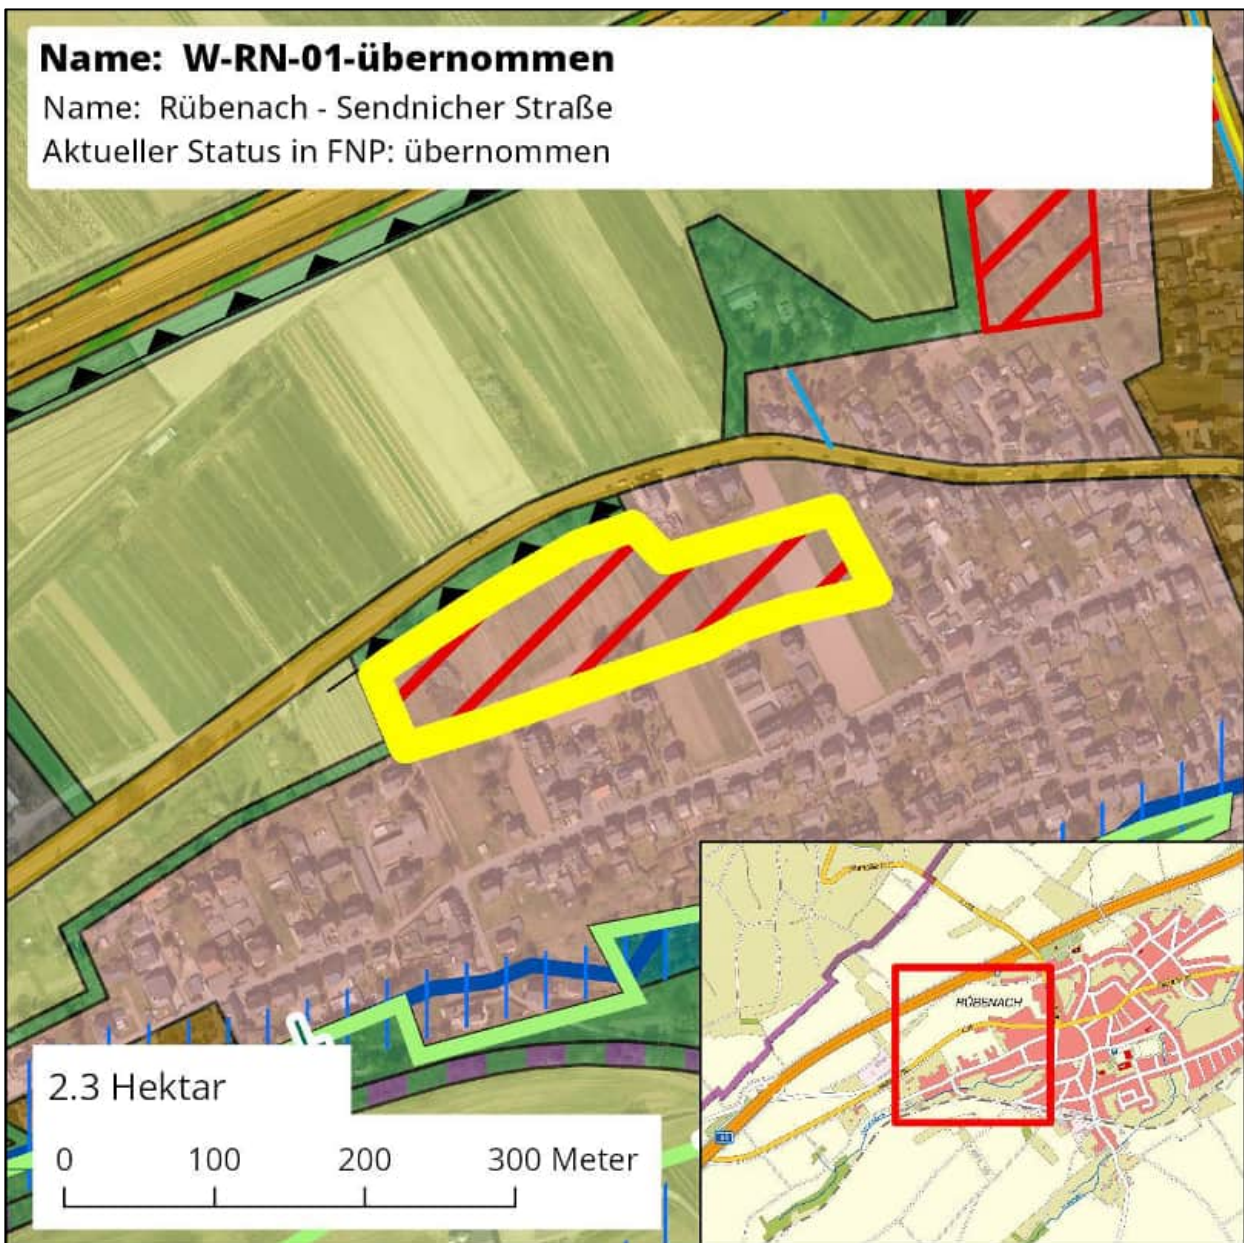 Name: W-RN-01-übernommen
Name: Rübenach - Sendnicher Straße
Aktueller Status in FNP: übernommen
RÜBENACH
2.3 Hektar
0 100 200 300 Meter